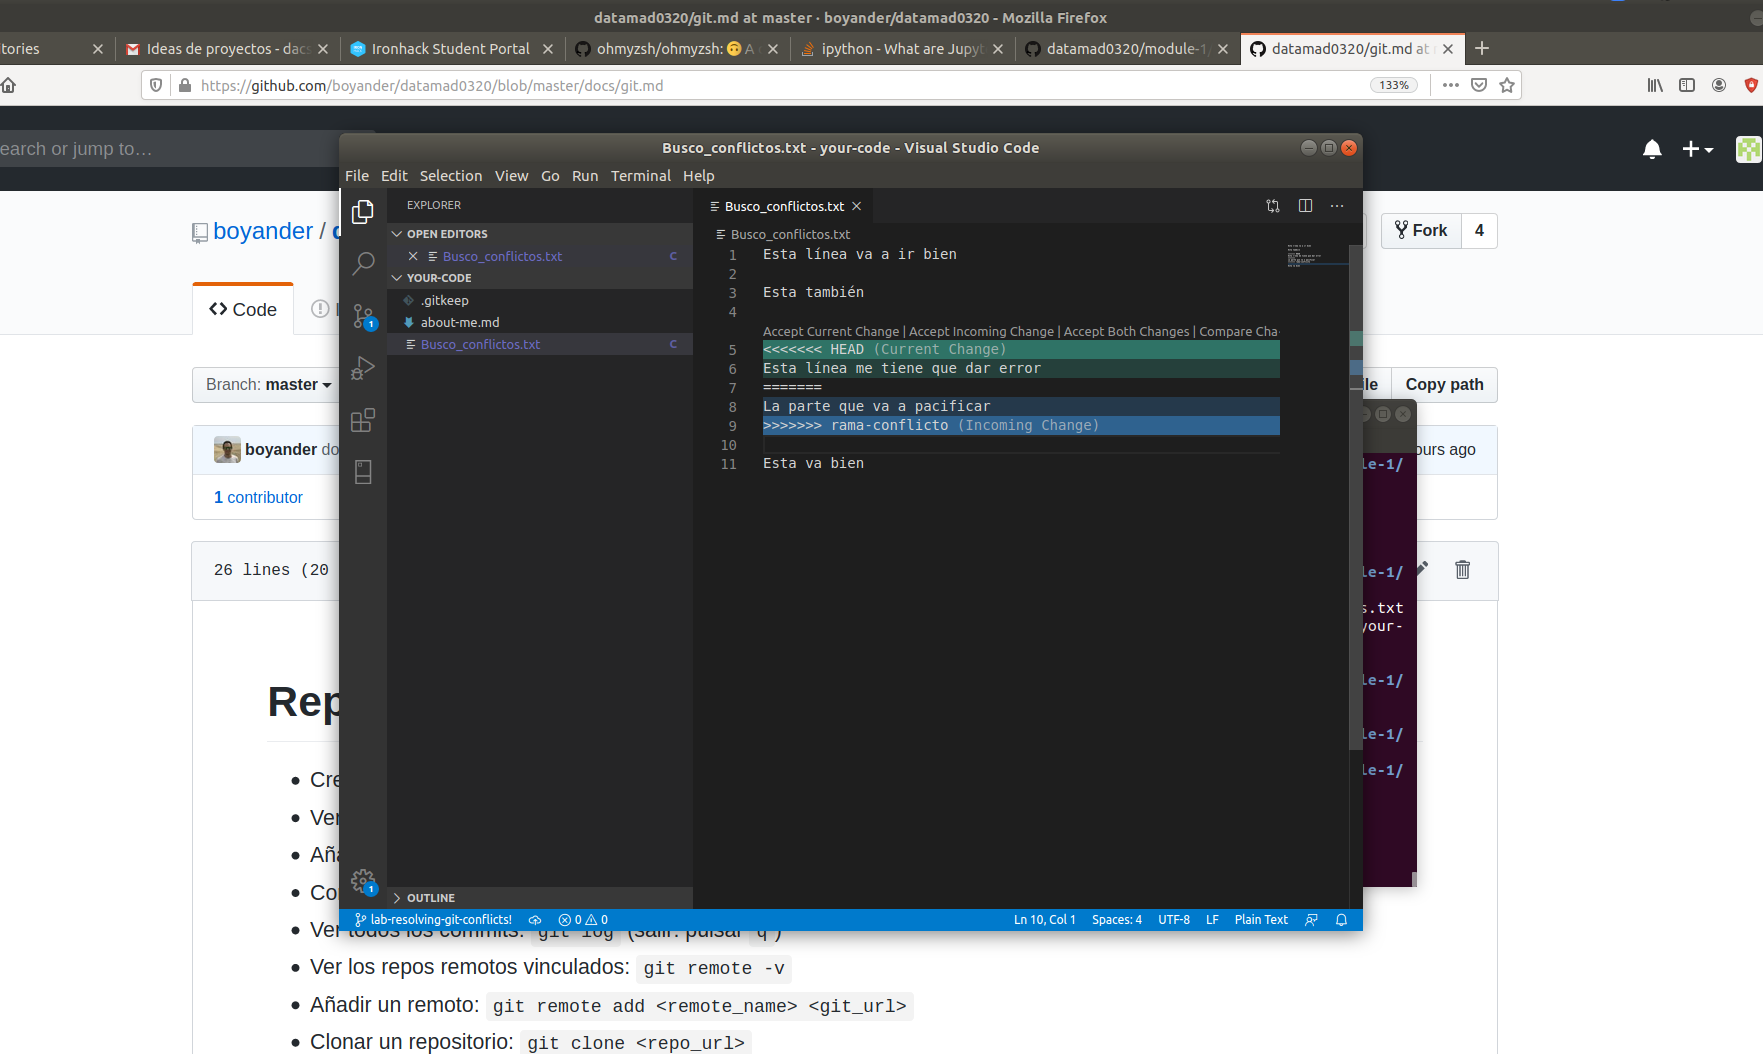 datamad0320/git.md at master · boyander/datamad0320 - Mozilla Firefox
tories
Ideas de proyectos - dacs
Ironhack Student Portal
ohmyzsh/ohmyzsh: 🙃 A
ipython - What are Jupyt
datamad0320/module-1
datamad0320/git.md at
https://github.com/boyander/datamad0320/blob/master/docs/git.md
133%
earch or jump to…
Busco_conflictos.txt - your-code - Visual Studio Code
File Edit Selection View Go Run Terminal Help
EXPLORER
OPEN EDITORS
Busco_conflictos.txt C
YOUR-CODE
.gitkeep
about-me.md
Busco_conflictos.txt C
OUTLINE
1
1
Busco_conflictos.txt
Busco_conflictos.txt
1 Esta línea va a ir bien
2
3 Esta también
4
Accept Current Change | Accept Incoming Change | Accept Both Changes | Compare Cha
5 <<<<<<< HEAD (Current Change)
6 Esta línea me tiene que dar error
7 =======
8 La parte que va a pacificar
9 >>>>>>> rama-conflicto (Incoming Change)
10
11 Esta va bien
lab-resolving-git-conflicts! 0 0 Ln 10, Col 1 Spaces: 4 UTF-8 LF Plain Text
boyander /
Fork 4
Code
Branch: master
le Copy path
boyander do
ours ago
1 contributor
26 lines (20
le-1/
le-1/
s.txt
your-
le-1/
le-1/
le-1/
Rep
Cre
Ver
Aña
Co
Ver todos los commits: git log (salir: pulsar q )
Ver los repos remotos vinculados: git remote -v
Añadir un remoto: git remote add <remote_name> <git_url>
Clonar un repositorio: git clone <repo_url>